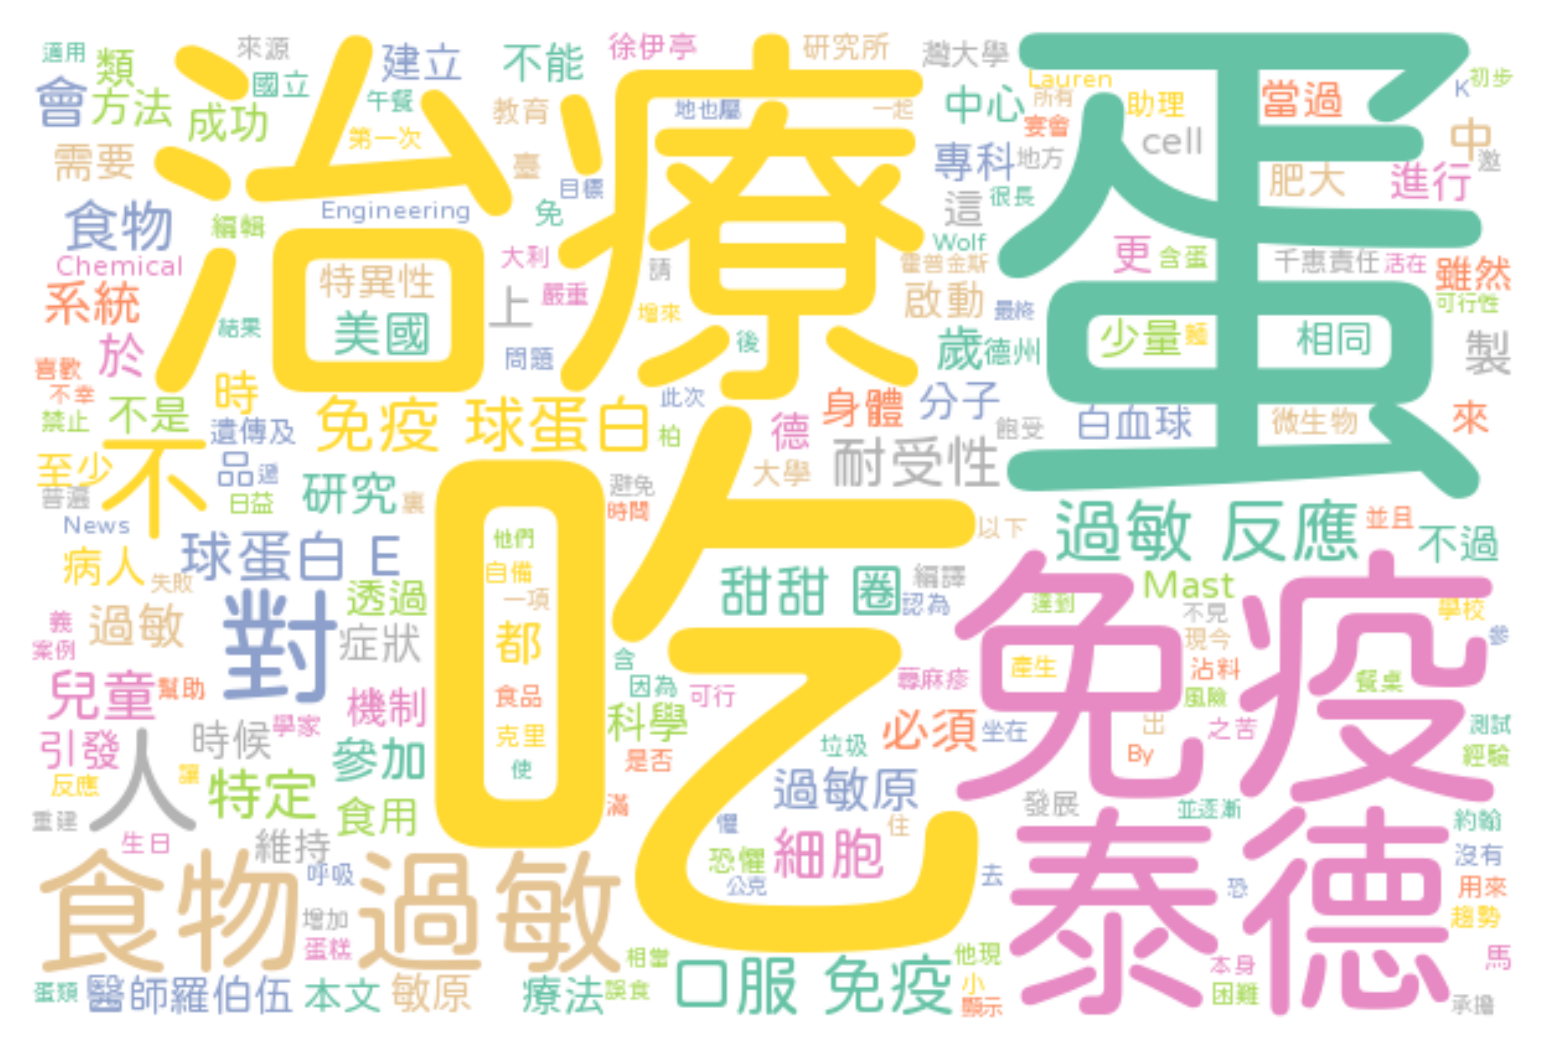 適用
類
來源
國立
建立
不能
徐伊亭
研究所
灣大學
Lauren
所有
助理
當過
K
初步
會
方法
成功
午餐
教育
地也屬
一起
中心
宴會
cell
中
邀
需要
第一次
臺
目標
專科
地方
肥大
進行
治療
蛋
食物
編輯
Engineering
免
這
很長
Chemical
大利
請
Wolf
霍普金斯
更
含蛋
千惠責任
活在
雖然
系統
特異性
上
嚴重
增來
啟動
最終
可行性
於
結果
美國
問題
後
歲
德州
少量
麵
相同
製
喜歡
不幸
時
禁止
不是
遺傳及
免疫 球蛋白
此次
柏
德
身體
分子
飽受
白血球
微生物
來
至少
不
品
過
普遍
日益
研究
裏
避免
時間
大學
耐受性
News
以下
過敏 反應
並且
不過
病人
失敗
球蛋白 E
他們
自備
一項
甜甜 圈
編譯
認為
Mast
義
案例
過敏
對
透過
症狀
都
吃
達到
不見
現今
學校
參
兒童
幫助
機制
食品
含
因為
可行
尋麻疹
產生
沾料
風險
餐桌
免疫
引發
時候
學家
參加
克里
科學
是否
垃圾
必須
坐在
出
By
之苦
測試
經驗
反應
人
讓
特定
使
過敏原
重建
食用
滿
懼
住
發展
並逐漸
約翰
生日
維持
呼吸
恐懼
公克
細胞
去
恐
沒有
用來
趨勢
食物 過敏
增加
蛋糕
相當
他現
泰德
本身
馬
蛋類
醫師羅伯伍
本文
敏原
療法
誤食
口服 免疫
小
顯示
困難
承擔